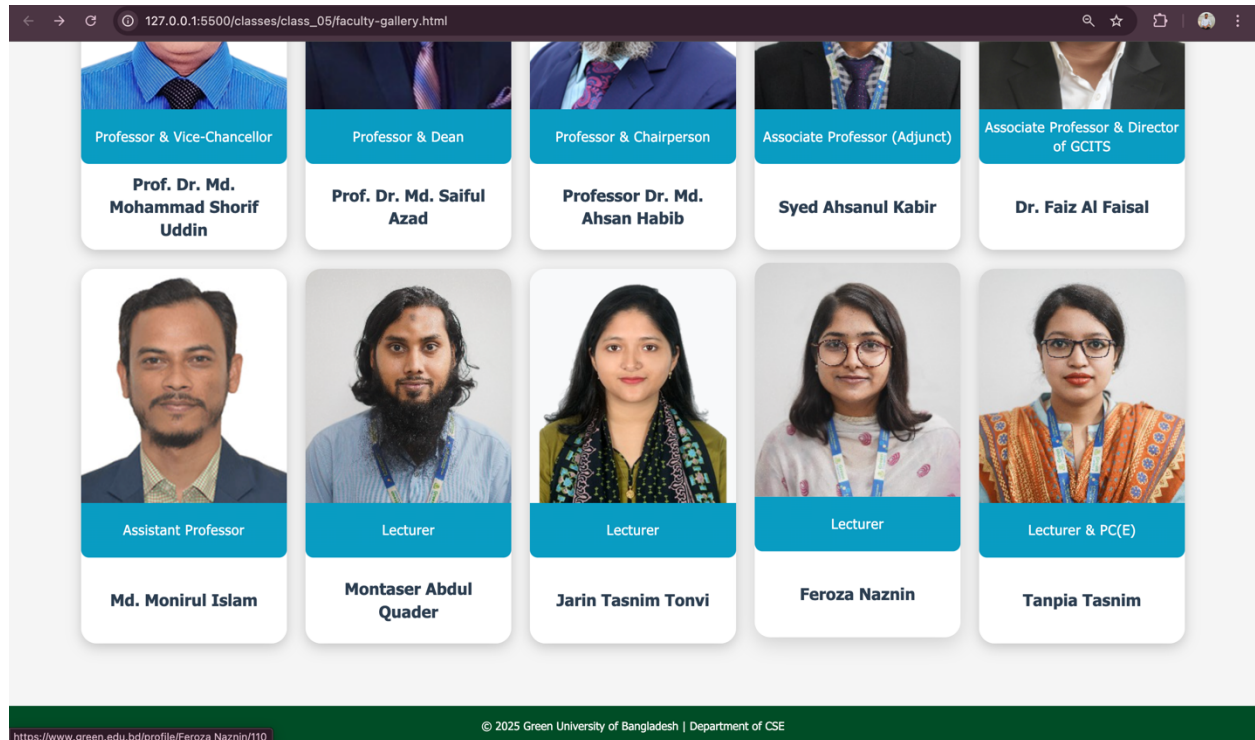 127.0.0.1:5500/classes/class_05/faculty-gallery.html
Professor & Vice-Chancellor
Professor & Dean
Professor & Chairperson
Associate Professor (Adjunct)
Associate Professor & Director
of GCITS
Prof. Dr. Md.
Mohammad Shorif
Uddin
Prof. Dr. Md. Saiful
Azad
Professor Dr. Md.
Ahsan Habib
Syed Ahsanul Kabir
Dr. Faiz Al Faisal
Assistant Professor
Lecturer
Lecturer
Lecturer
Lecturer & PC(E)
Md. Monirul Islam
Montaser Abdul
Quader
Jarin Tasnim Tonvi
Feroza Naznin
Tanpia Tasnim
© 2025 Green University of Bangladesh | Department of CSE
https://www.green.edu.bd/profile/Feroza Naznin/110